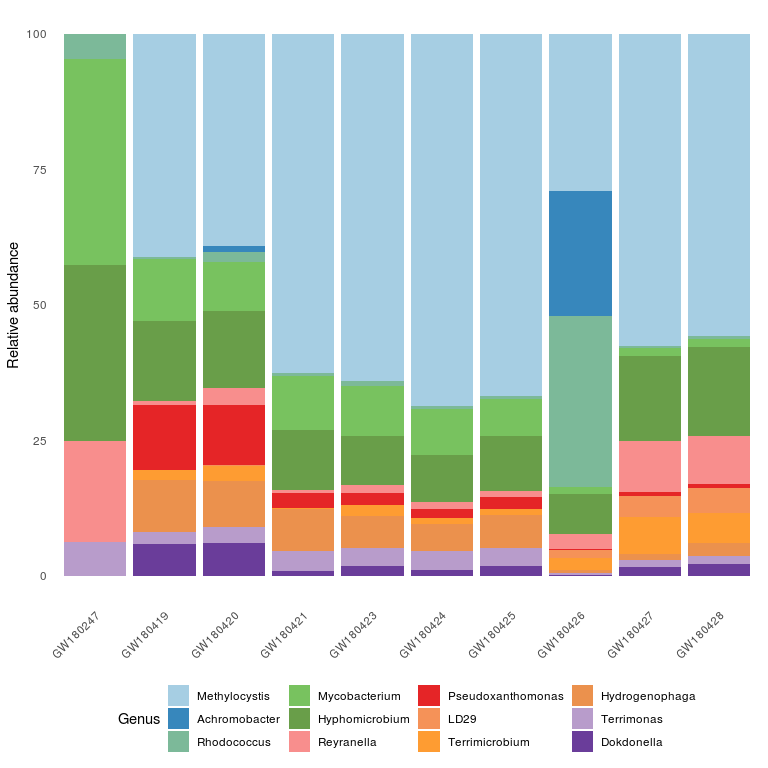 100
75
50
25
0
Relative abundance
GW180247
GW180419
GW180420
GW180421
GW180423
GW180424
GW180425
GW180426
GW180427
GW180428
Genus
Methylocystis
Achromobacter
Rhodococcus
Mycobacterium
Hyphomicrobium
Reyranella
Pseudoxanthomonas
LD29
Terrimicrobium
Hydrogenophaga
Terrimonas
Dokdonella